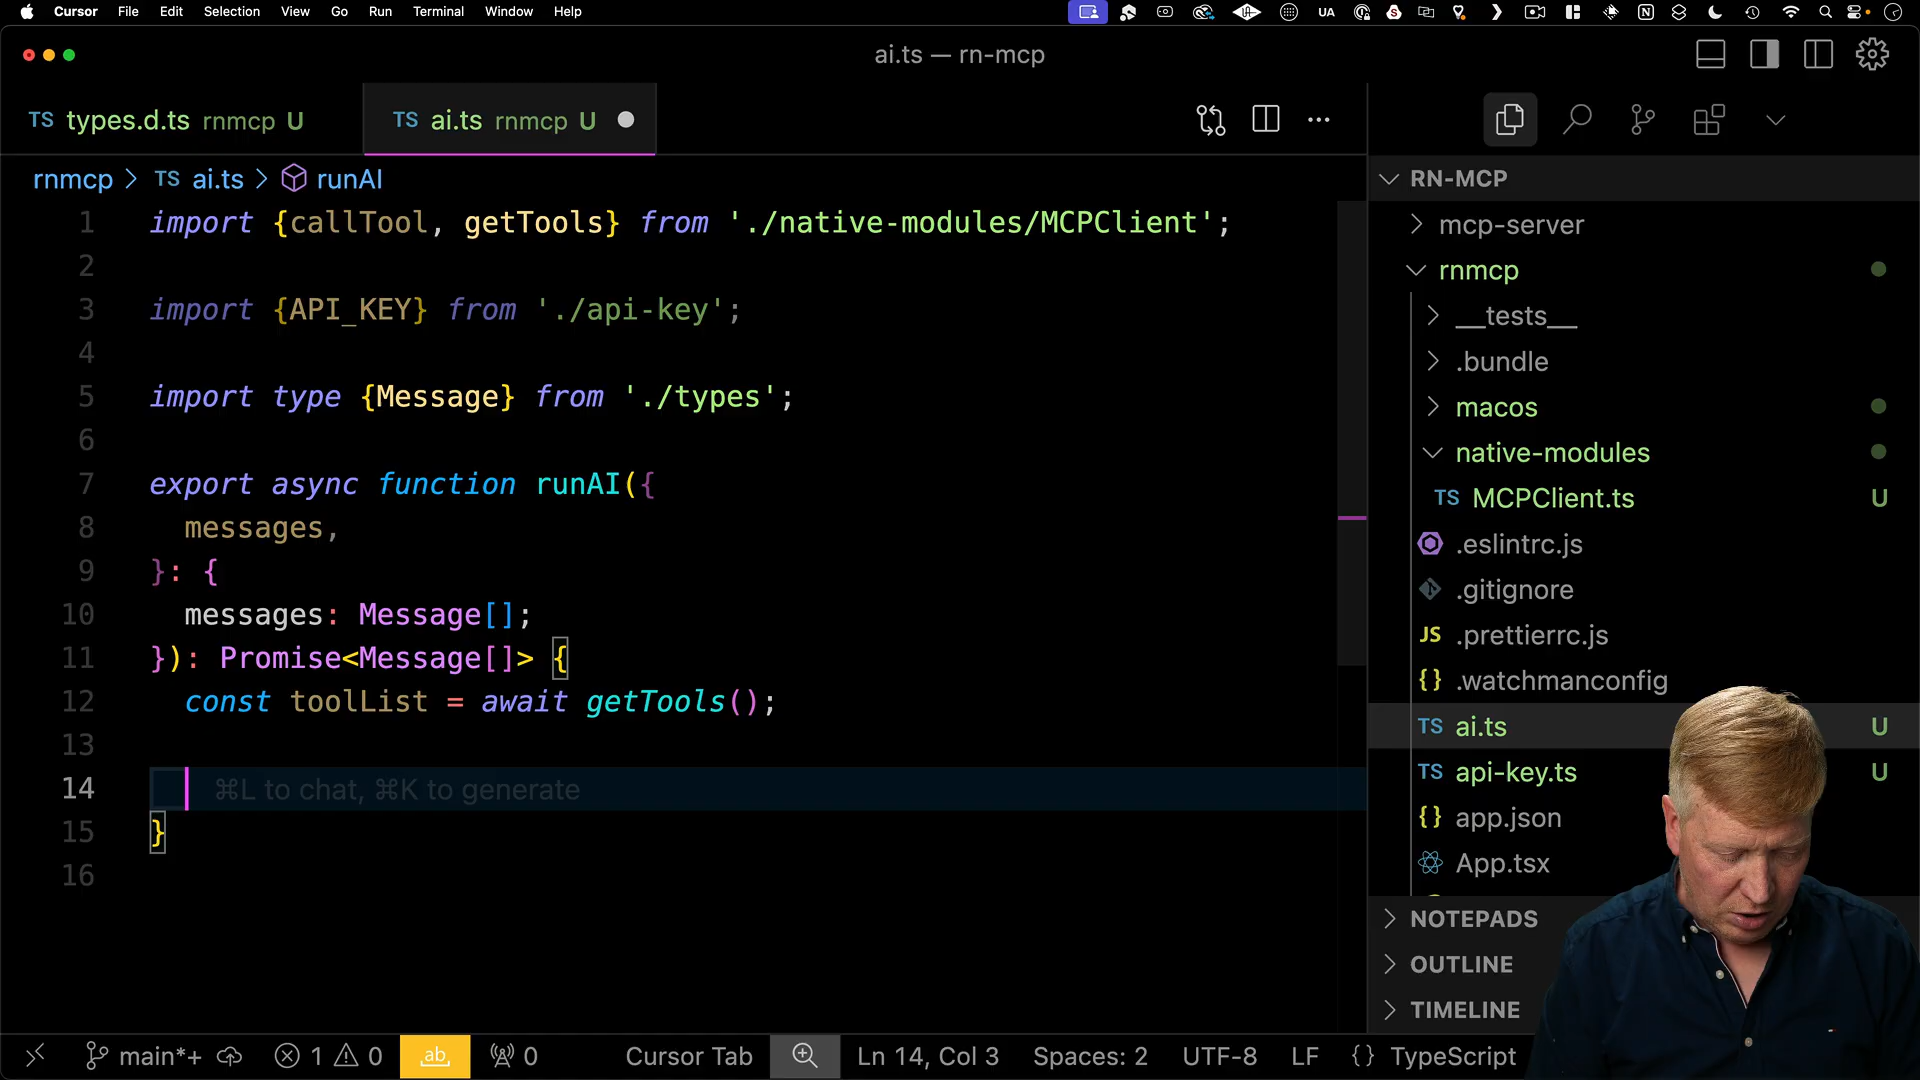 Cursor File Edit Selection View Go Run Terminal Window Help UA
ai.ts — rn-mcp
TS types.d.ts rnmcp U
TS ai.ts rnmcp U
rnmcp > TS ai.ts > runAI
1 import {callTool, getTools} from './native-modules/MCPClient';
2
3 import {API_KEY} from './api-key';
4
5 import type {Message} from './types';
6
7 export async function runAI({
8 messages,
9 }: {
10 messages: Message[];
11 }): Promise<Message[]> {
12 const toolList = await getTools();
13
14 ⌘L to chat, ⌘K to generate
15 }
16
RN-MCP
mcp-server
rnmcp
__tests__
.bundle
macos
native-modules
TS MCPClient.ts U
.eslintrc.js
.gitignore
JS .prettierrc.js
{} .watchmanconfig
TS ai.ts U
TS api-key.ts U
{} app.json
App.tsx
NOTEPADS
OUTLINE
TIMELINE
main*+ 1 0 ab 0 Cursor Tab Ln 14, Col 3 Spaces: 2 UTF-8 LF {} TypeScript